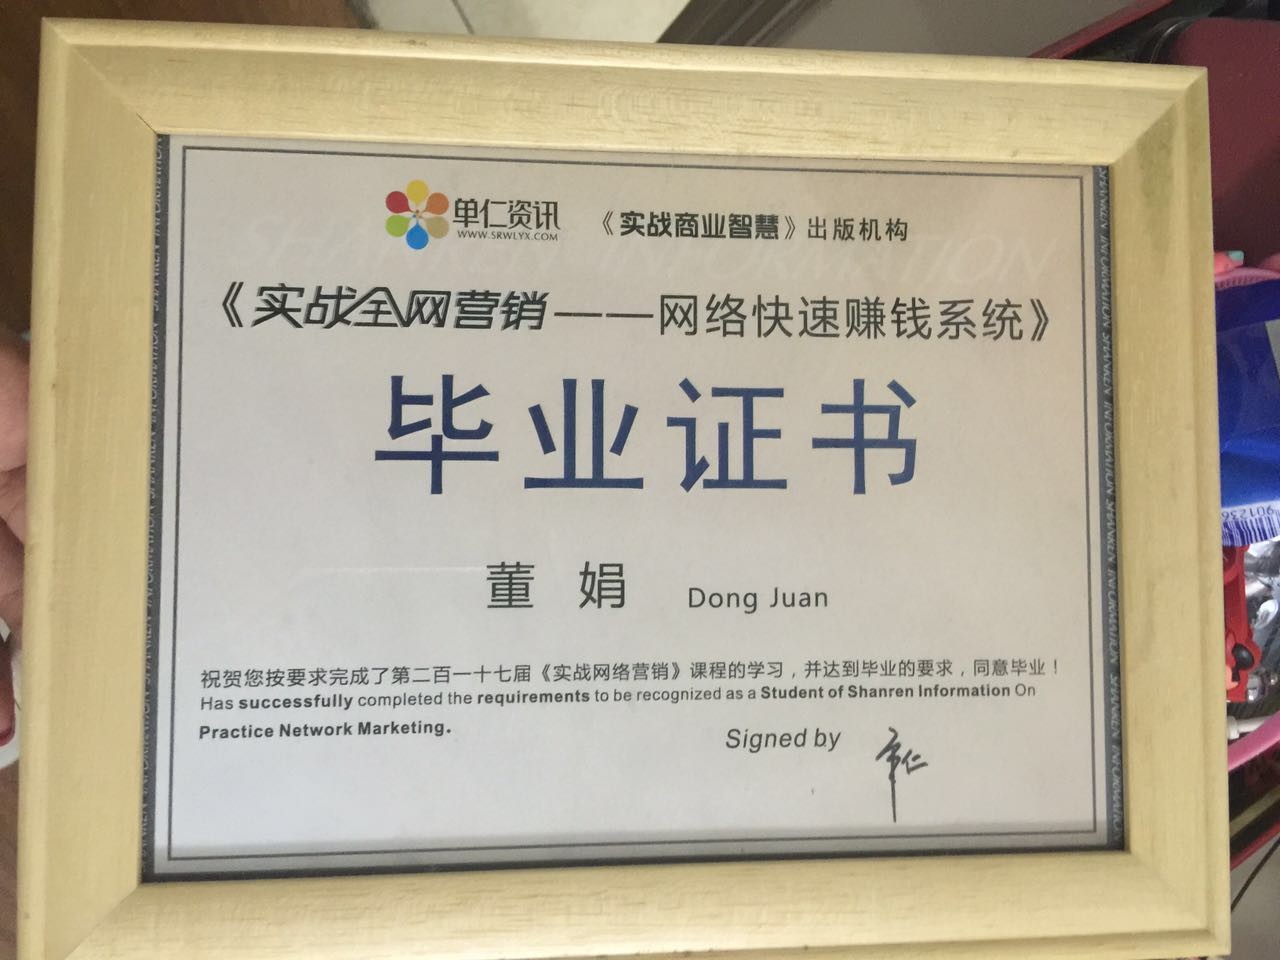 单仁资讯
WWW.SRWLYX.COM
《实战商业智慧》出版机构
SHANREN INFORMATION
《实战全网营销——网络快速赚钱系统》
毕业证书
董 娟 Dong Juan
祝贺您按要求完成了第二百一十七届《实战网络营销》课程的学习，并达到毕业的要求，同意毕业！
Has successfully completed the requirements to be recognized as a Student of Shanren Information On
Practice Network Marketing.
Signed by
单仁